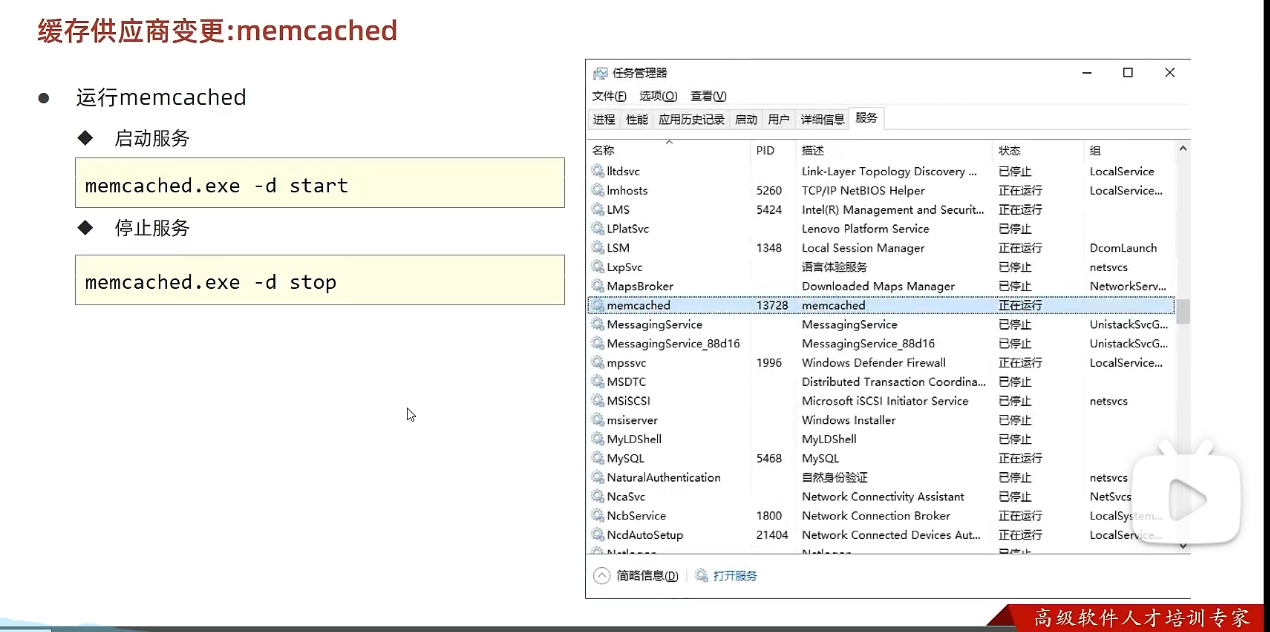 缓存供应商变更:memcached
● 运行memcached
◆ 启动服务
memcached.exe -d start
◆ 停止服务
memcached.exe -d stop
任务管理器
文件(F) 选项(O) 查看(V)
进程 性能 应用历史记录 启动 用户 详细信息 服务
名称 PID 描述 状态 组
lltdsvc Link-Layer Topology Discovery ... 已停止 LocalService
lmhosts 5260 TCP/IP NetBIOS Helper 正在运行 LocalService...
LMS 5424 Intel(R) Management and Securit... 正在运行
LPlatSvc Lenovo Platform Service 已停止
LSM 1348 Local Session Manager 正在运行 DcomLaunch
LxpSvc 语言体验服务 已停止 netsvcs
MapsBroker Downloaded Maps Manager 已停止 NetworkServ...
memcached 13728 memcached 正在运行
MessagingService MessagingService 已停止 UnistackSvcG...
MessagingService_88d16 MessagingService_88d16 已停止 UnistackSvcG...
mpssvc 1996 Windows Defender Firewall 正在运行 LocalService...
MSDTC Distributed Transaction Coordina... 已停止
MSiSCSI Microsoft iSCSI Initiator Service 已停止 netsvcs
msiserver Windows Installer 已停止
MyLDShell MyLDShell 已停止
MySQL 5468 MySQL 正在运行
NaturalAuthentication 自然身份验证 已停止 netsvcs
NcaSvc Network Connectivity Assistant 已停止 NetSvcs
NcbService 1800 Network Connection Broker 正在运行 LocalSystem...
NcdAutoSetup 21404 Network Connected Devices Aut... 正在运行 LocalService...
简略信息(D) 打开服务
高级软件人才培训专家